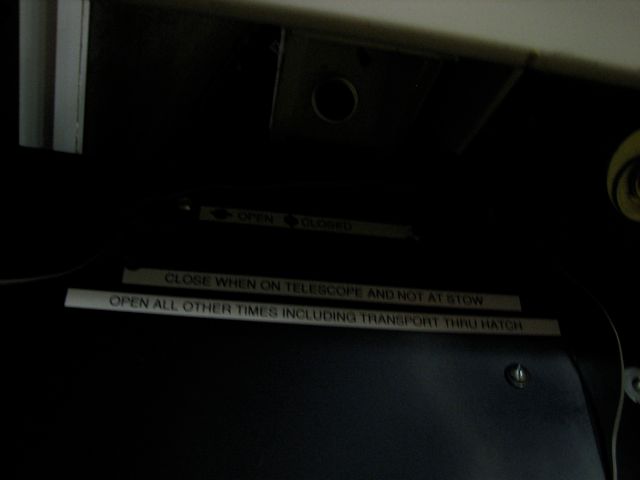 OPEN CLOSED
CLOSE WHEN ON TELESCOPE AND NOT AT STOW
OPEN ALL OTHER TIMES INCLUDING TRANSPORT THRU HATCH